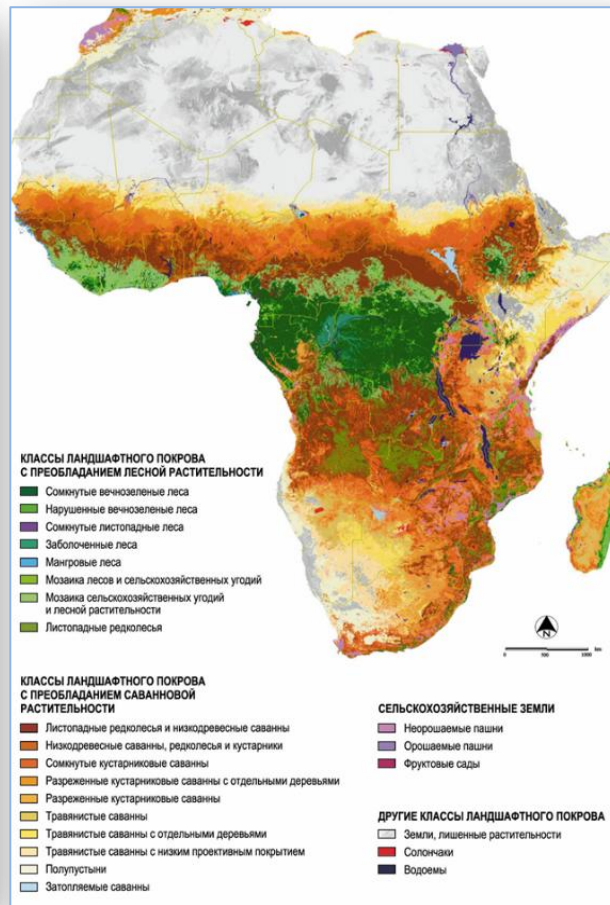 КЛАССЫ ЛАНДШАФТНОГО ПОКРОВА
С ПРЕОБЛАДАНИЕМ ЛЕСНОЙ РАСТИТЕЛЬНОСТИ
Сомкнутые вечнозеленые леса
Нарушенные вечнозеленые леса
Сомкнутые листопадные леса
Заболоченные леса
Мангровые леса
Мозаика лесов и сельскохозяйственных угодий
Мозаика сельскохозяйственных угодий
и лесной растительности
Листопадные редколесья
N
0 500 1000 km
КЛАССЫ ЛАНДШАФТНОГО ПОКРОВА
С ПРЕОБЛАДАНИЕМ САВАННОВОЙ
РАСТИТЕЛЬНОСТИ
Листопадные редколесья и низкодревесные саванны
Низкодревесные саванны, редколесья и кустарники
Сомкнутые кустарниковые саванны
Разреженные кустарниковые саванны с отдельными деревьями
Разреженные кустарниковые саванны
Травянистые саванны
Травянистые саванны с отдельными деревьями
Травянистые саванны с низким проективным покрытием
Полупустыни
Затопляемые саванны
СЕЛЬСКОХОЗЯЙСТВЕННЫЕ ЗЕМЛИ
Неорошаемые пашни
Орошаемые пашни
Фруктовые сады
ДРУГИЕ КЛАССЫ ЛАНДШАФТНОГО ПОКРОВА
Земли, лишенные растительности
Солончаки
Водоемы